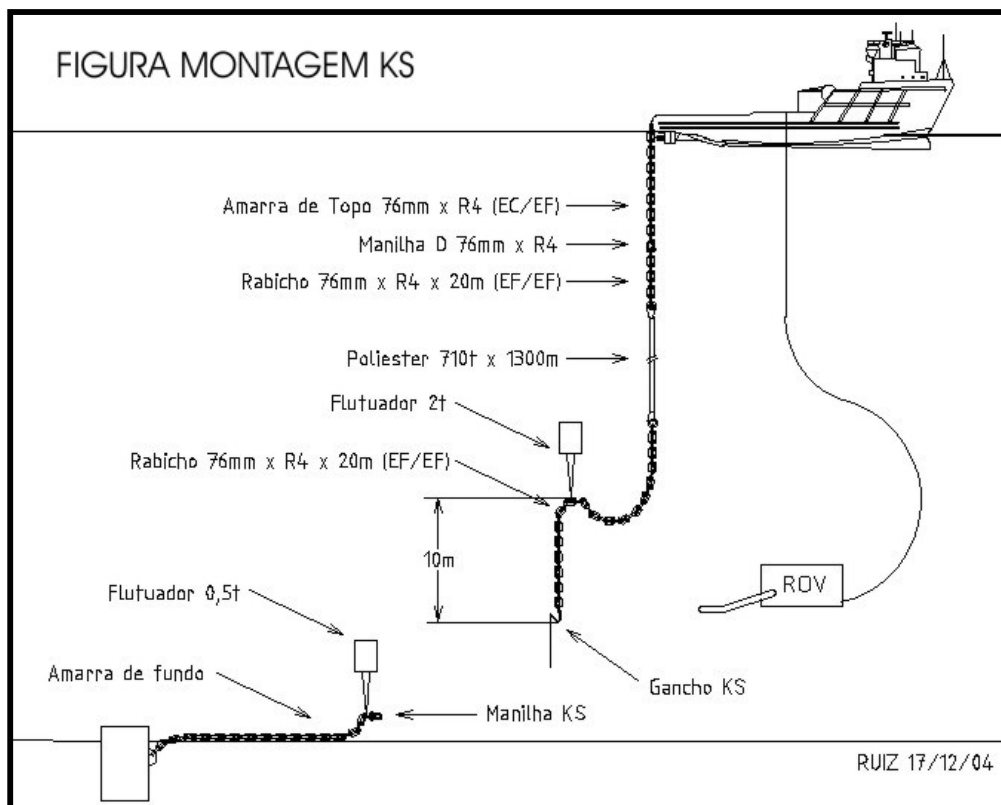 FIGURA MONTAGEM KS
Amarra de Topo 76mm x R4 (EC/EF)
Manilha D 76mm x R4
Rabicho 76mm x R4 x 20m (EF/EF)
Poliester 710t x 1300m
Flutuador 2t
Rabicho 76mm x R4 x 20m (EF/EF)
10m
ROV
Flutuador 0,5t
Amarra de fundo
Gancho KS
Manilha KS
RUIZ 17/12/04